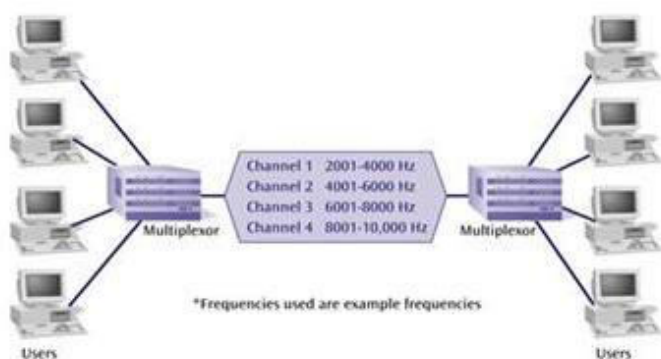 Channel 1 2001-4000 Hz
Channel 2 4001-6000 Hz
Channel 3 6001-8000 Hz
Channel 4 8001-10,000 Hz
Multiplexor
Multiplexor
*Frequencies used are example frequencies
Users
Users